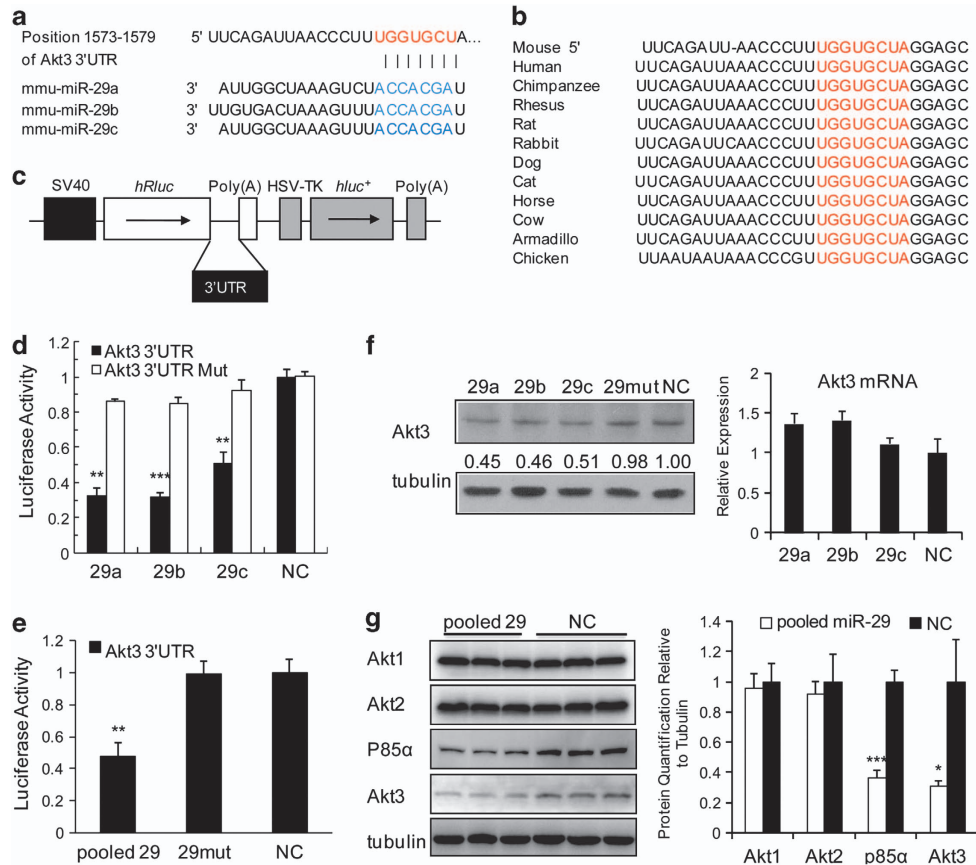 a
Position 1573-1579 5' UUCAGAUUAACCCUUUGGUGCUA...
of Akt3 3'UTR
mmu-miR-29a 3' AUUGGCUAAAGUCUACCACGAU
mmu-miR-29b 3' UUGUGACUAAAGUUUACCACGAU
mmu-miR-29c 3' AUUGGCUAAAGUUUACCACGAU
b
Mouse 5' UUCAGAUU-AACCCUUUGGUGCUAGGAGC
Human UUCAGAUUAAACCCUUUGGUGCUAGGAGC
Chimpanzee UUCAGAUUAAACCCUUUGGUGCUAGGAGC
Rhesus UUCAGAUUAAACCCUUUGGUGCUAGGAGC
Rat UUCAGAUUAAACCCUUUGGUGCUAGGAGC
Rabbit UUCAGAUUAAACCCUUUGGUGCUAGGAGC
Dog UUCAGAUUAAACCCUUUGGUGCUAGGAGC
Cat UUCAGAUUAAACCCUUUGGUGCUAGGAGC
Horse UUCAGAUUAAACCCUUUGGUGCUAGGAGC
Cow UUCAGAUUAAACCCUUUGGUGCUAGGAGC
Armadillo UUCAGAUUAAACCCUUUGGUGCUAGGAGC
Chicken UUAAUAAUAAACCCGUUGGUGCUAGGAGC
c
SV40 hRluc Poly(A) HSV-TK hluc+ Poly(A)
3'UTR
d
Luciferase Activity
1.2
1
0.8
0.6
0.4
0.2
0
Akt3 3'UTR
Akt3 3'UTR Mut
** *** **
29a 29b 29c NC
e
Luciferase Activity
1.2
1
0.8
0.6
0.4
0.2
0
Akt3 3'UTR
**
pooled 29 29mut NC
f
29a 29b 29c 29mut NC
Akt3
0.45 0.46 0.51 0.98 1.00
tubulin
Akt3 mRNA
Relative Expression
2
1.5
1
0.5
0
29a 29b 29c NC
g
pooled 29 NC
Akt1
Akt2
P85α
Akt3
tubulin
pooled miR-29 NC
Protein Quantification Relative
to Tubulin
1.4
1.2
1
0.8
0.6
0.4
0.2
0
*** *
Akt1 Akt2 p85α Akt3